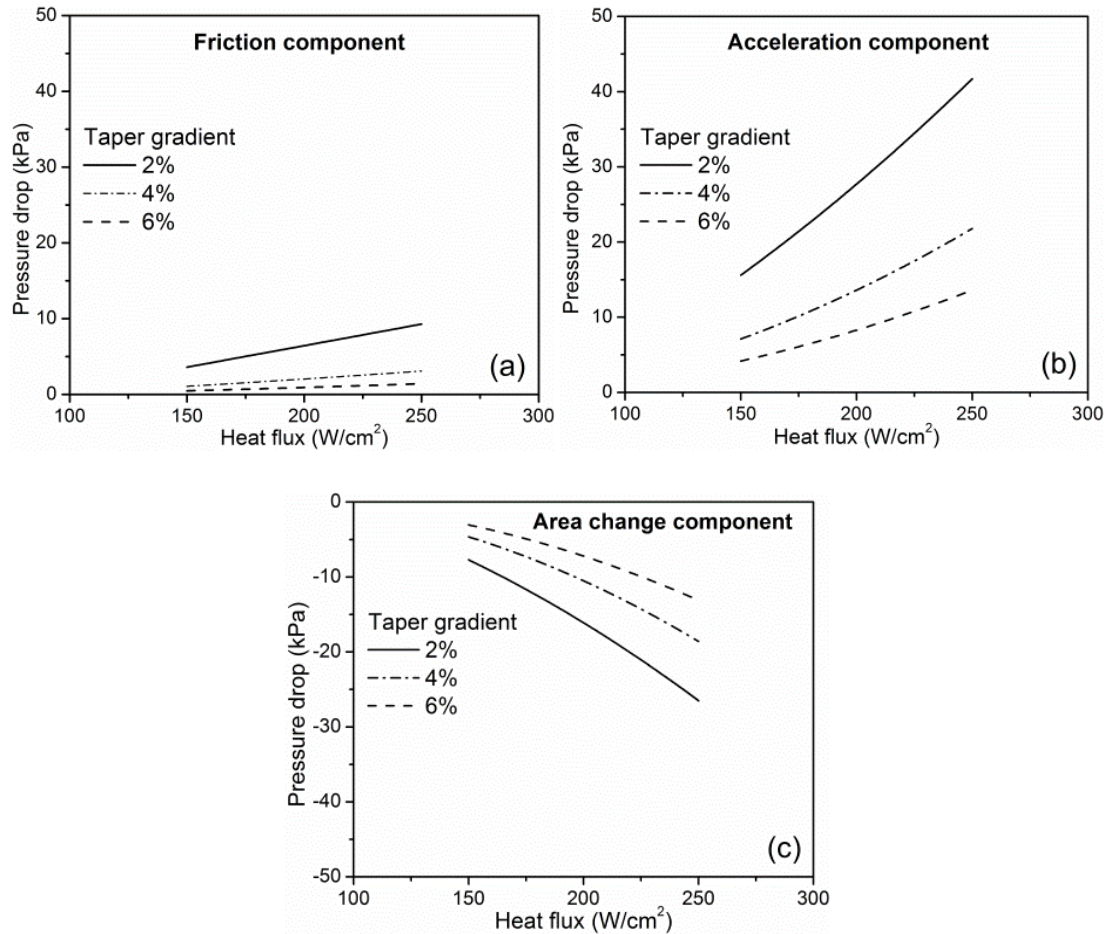 Friction component
Pressure drop (kPa)
50
40
30
20
10
0
Taper gradient
2%
4%
6%
(a)
100 150 200 250 300
Heat flux (W/cm²)
Acceleration component
Pressure drop (kPa)
50
40
30
20
10
0
Taper gradient
2%
4%
6%
(b)
100 150 200 250 300
Heat flux (W/cm²)
Area change component
Pressure drop (kPa)
0
-10
-20
-30
-40
-50
Taper gradient
2%
4%
6%
(c)
100 150 200 250 300
Heat flux (W/cm²)